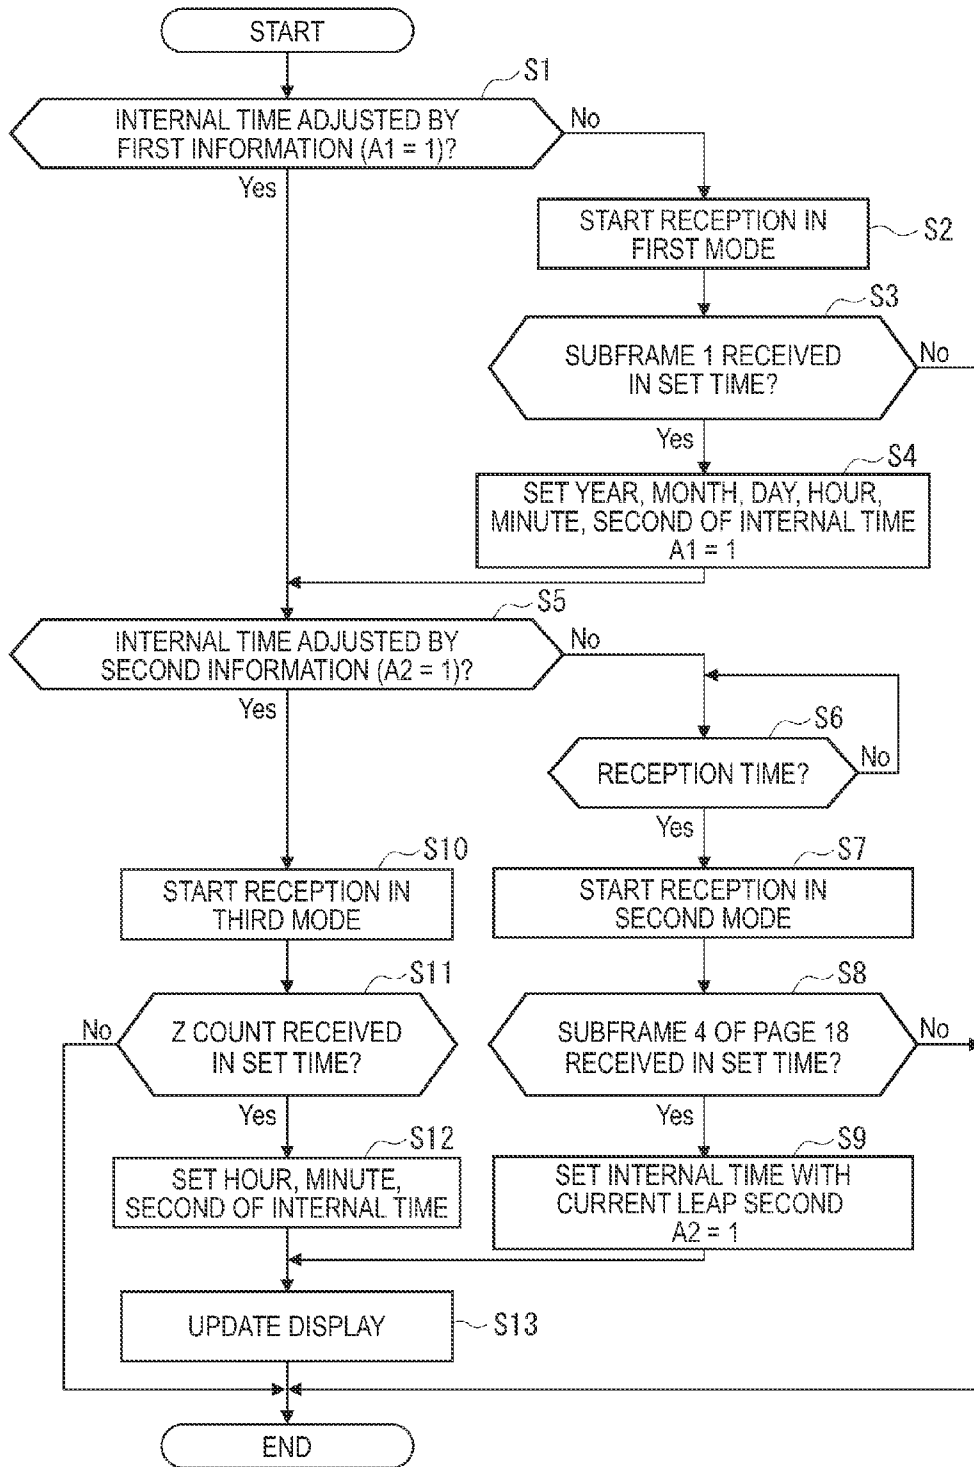 START
S1
INTERNAL TIME ADJUSTED BY
FIRST INFORMATION (A1 = 1)?
No
Yes
START RECEPTION IN
FIRST MODE
S2
S3
SUBFRAME 1 RECEIVED
IN SET TIME?
No
Yes
S4
SET YEAR, MONTH, DAY, HOUR,
MINUTE, SECOND OF INTERNAL TIME
A1 = 1
S5
INTERNAL TIME ADJUSTED BY
SECOND INFORMATION (A2 = 1)?
No
Yes
S6
RECEPTION TIME?
No
Yes
S10
START RECEPTION IN
THIRD MODE
S7
START RECEPTION IN
SECOND MODE
S11
No
Z COUNT RECEIVED
IN SET TIME?
Yes
S8
SUBFRAME 4 OF PAGE 18
RECEIVED IN SET TIME?
No
Yes
S12
SET HOUR, MINUTE,
SECOND OF INTERNAL TIME
S9
SET INTERNAL TIME WITH
CURRENT LEAP SECOND
A2 = 1
UPDATE DISPLAY
S13
END